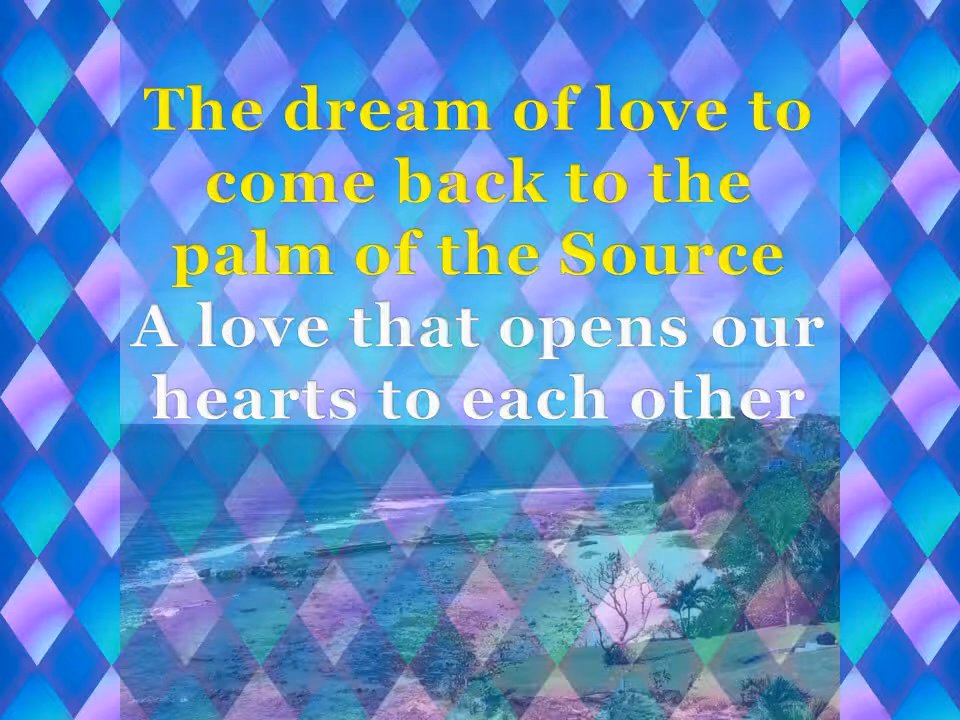 The dream of love to
come back to the
palm of the Source
A love that opens our
hearts to each other